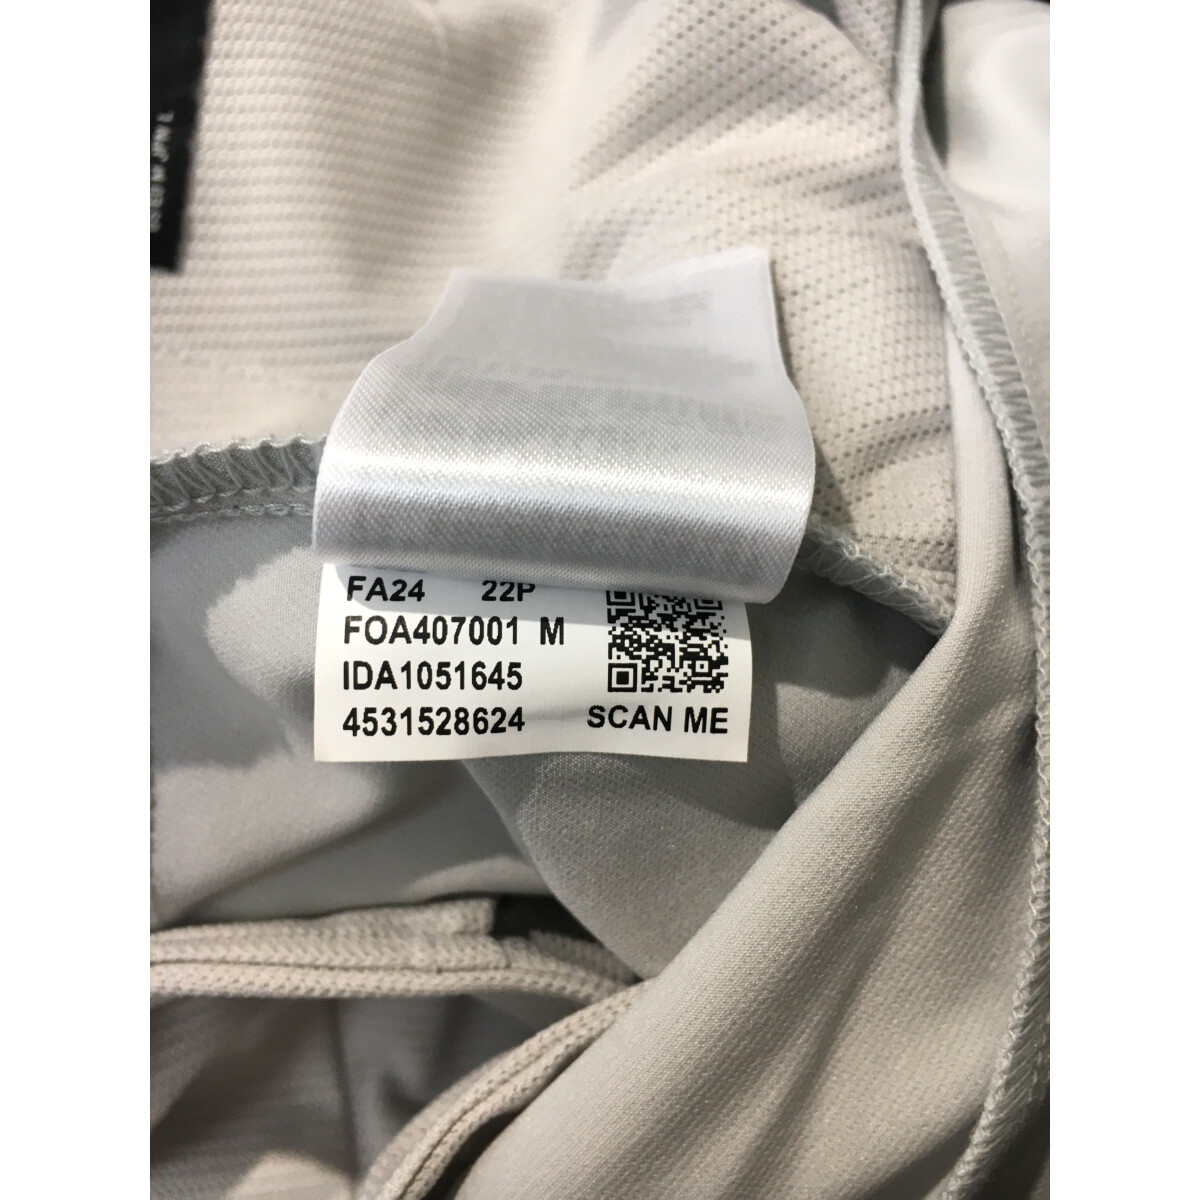 FA24 22P
FOA407001 M
IDA1051645
4531528624 SCAN ME